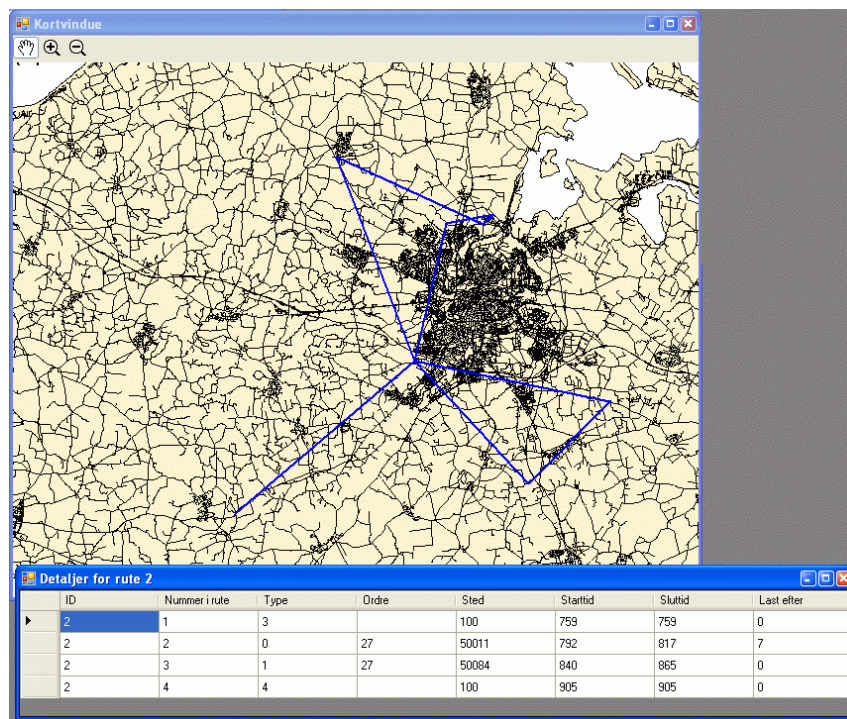 Kortvindue
Detaljer for rute 2
ID Nummer i rute Type Ordre Sted Starttid Sluttid Last efter
2 1 3 100 759 759 0
2 2 0 27 50011 792 817 7
2 3 1 27 50084 840 865 0
2 4 4 100 905 905 0